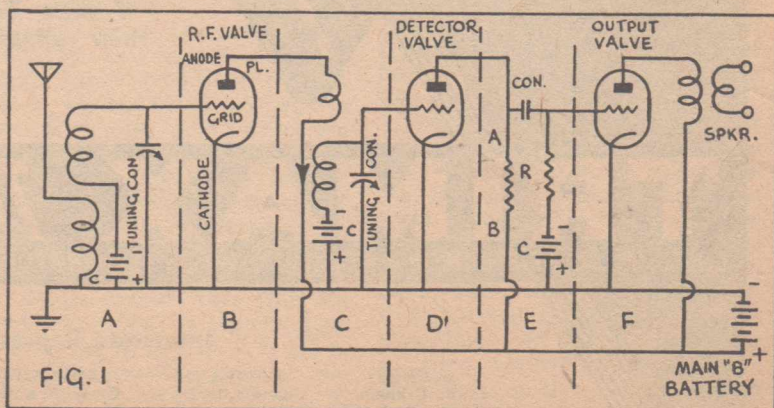 R.F. VALVE
ANODE
PL.
GRID
CATHODE
TUNING CON.
C
-
+
DETECTOR
VALVE
TUNING CON.
C
-
+
CON.
A
R
B
C
-
+
OUTPUT
VALVE
SPKR.
A
B
C
D'
E
F
-
+
MAIN "B"
BATTERY
FIG. 1